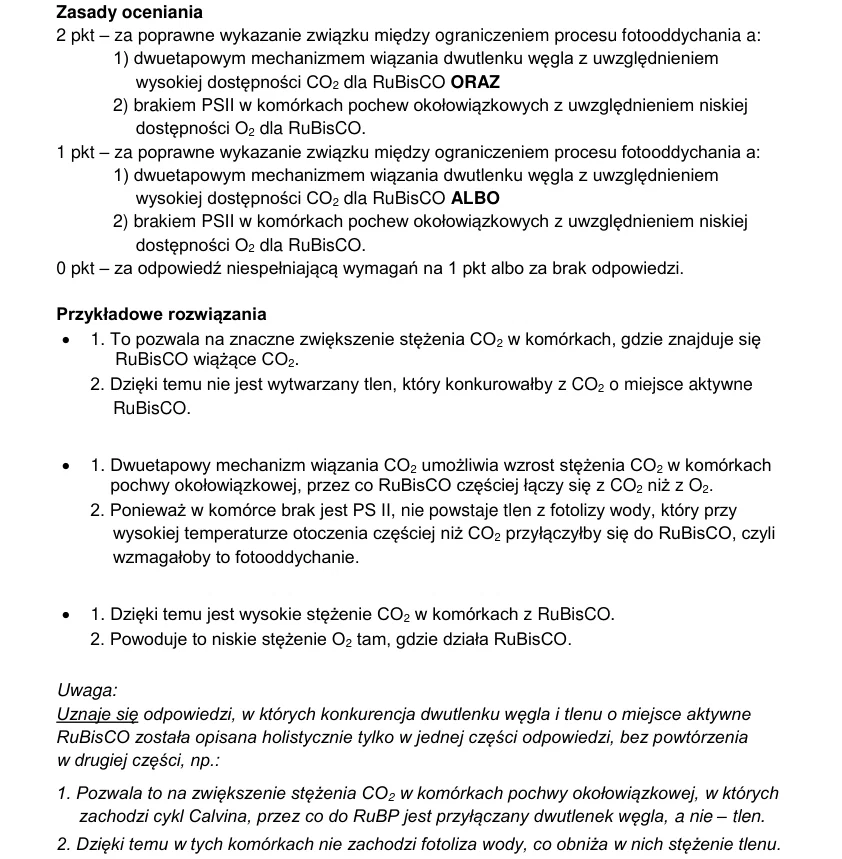 Zasady oceniania
2 pkt – za poprawne wykazanie związku między ograniczeniem procesu fotooddychania a:
1) dwuetapowym mechanizmem wiązania dwutlenku węgla z uwzględnieniem
wysokiej dostępności CO₂ dla RuBisCO ORAZ
2) brakiem PSII w komórkach pochew okołowiązkowych z uwzględnieniem niskiej
dostępności O₂ dla RuBisCO.
1 pkt – za poprawne wykazanie związku między ograniczeniem procesu fotooddychania a:
1) dwuetapowym mechanizmem wiązania dwutlenku węgla z uwzględnieniem
wysokiej dostępności CO₂ dla RuBisCO ALBO
2) brakiem PSII w komórkach pochew okołowiązkowych z uwzględnieniem niskiej
dostępności O₂ dla RuBisCO.
0 pkt – za odpowiedź niespełniającą wymagań na 1 pkt albo za brak odpowiedzi.
Przykładowe rozwiązania
• 1. To pozwala na znaczne zwiększenie stężenia CO₂ w komórkach, gdzie znajduje się
RuBisCO wiążące CO₂.
2. Dzięki temu nie jest wytwarzany tlen, który konkurowałby z CO₂ o miejsce aktywne
RuBisCO.
• 1. Dwuetapowy mechanizm wiązania CO₂ umożliwia wzrost stężenia CO₂ w komórkach
pochwy okołowiązkowej, przez co RuBisCO częściej łączy się z CO₂ niż z O₂.
2. Ponieważ w komórce brak jest PS II, nie powstaje tlen z fotolizy wody, który przy
wysokiej temperaturze otoczenia częściej niż CO₂ przyłączyłby się do RuBisCO, czyli
wzmagałoby to fotooddychanie.
• 1. Dzięki temu jest wysokie stężenie CO₂ w komórkach z RuBisCO.
2. Powoduje to niskie stężenie O₂ tam, gdzie działa RuBisCO.
Uwaga:
Uznaje się odpowiedzi, w których konkurencja dwutlenku węgla i tlenu o miejsce aktywne
RuBisCO została opisana holistycznie tylko w jednej części odpowiedzi, bez powtórzenia
w drugiej części, np.:
1. Pozwala to na zwiększenie stężenia CO₂ w komórkach pochwy okołowiązkowej, w których
zachodzi cykl Calvina, przez co do RuBP jest przyłączany dwutlenek węgla, a nie – tlen.
2. Dzięki temu w tych komórkach nie zachodzi fotoliza wody, co obniża w nich stężenie tlenu.